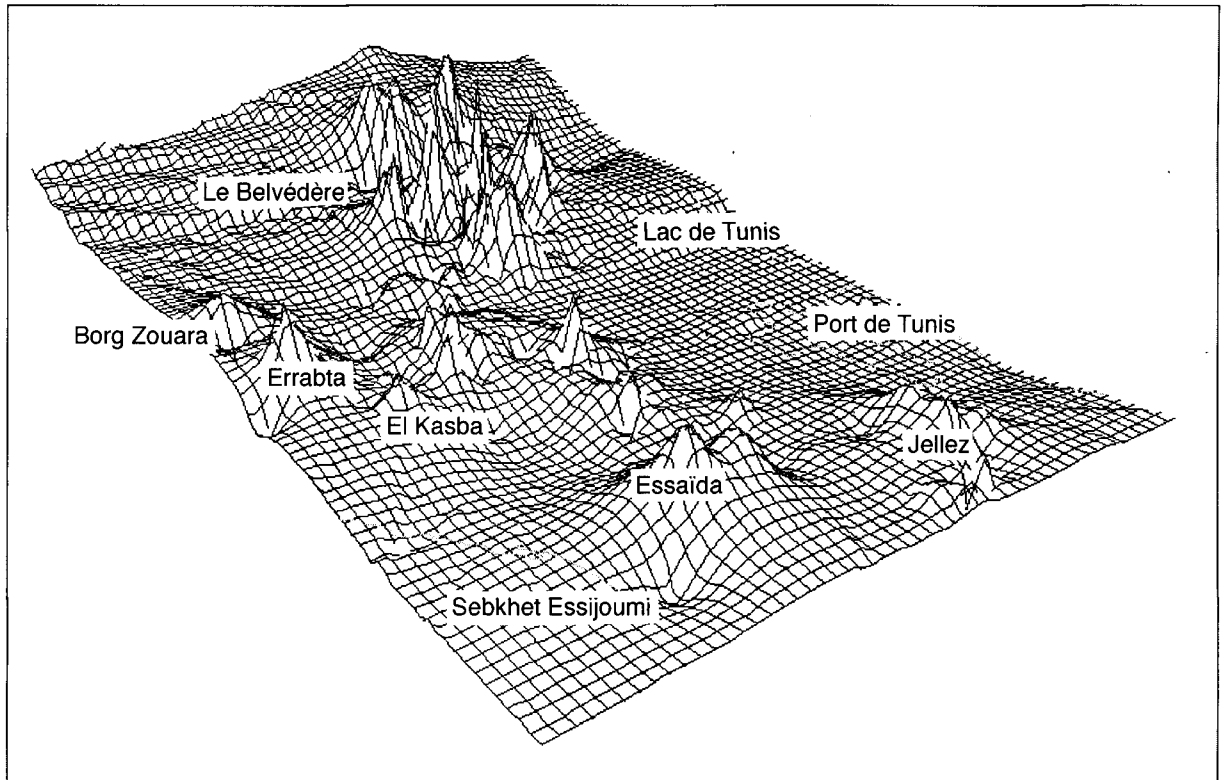 Le Belvédère
Lac de Tunis
Port de Tunis
Borg Zouara
Errabta
El Kasba
Jellez
Essaïda
Sebkhet Essijoumi